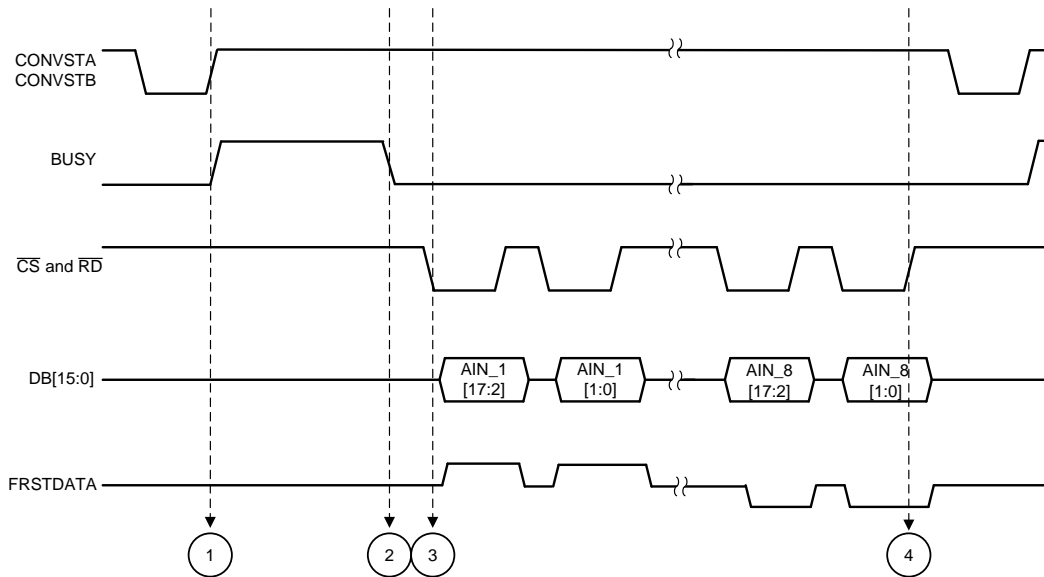 CONVSTA
CONVSTB
BUSY
CS and RD
DB[15:0]
AIN_1
[17:2]
AIN_1
[1:0]
AIN_8
[17:2]
AIN_8
[1:0]
FRSTDATA
1
2
3
4